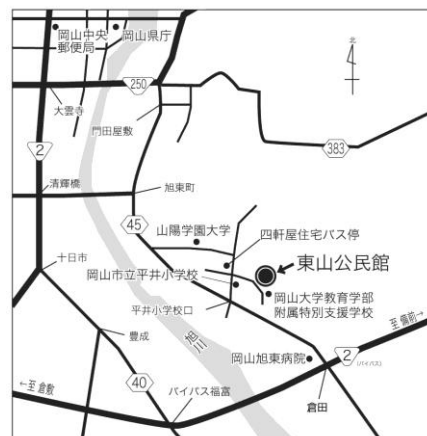 岡山中央
郵便局
岡山県庁
北
250
大雲寺
門田屋敷
383
2
清輝橋
旭東町
45
山陽学園大学
四軒屋住宅バス停
十日市
東山公民館
岡山市立平井小学校
岡山大学教育学部
附属特別支援学校
平井小学校口
旭川
至 備前→
豊成
岡山旭東病院
2
(バイパス)
←至 倉敷
40
バイパス福富
倉田